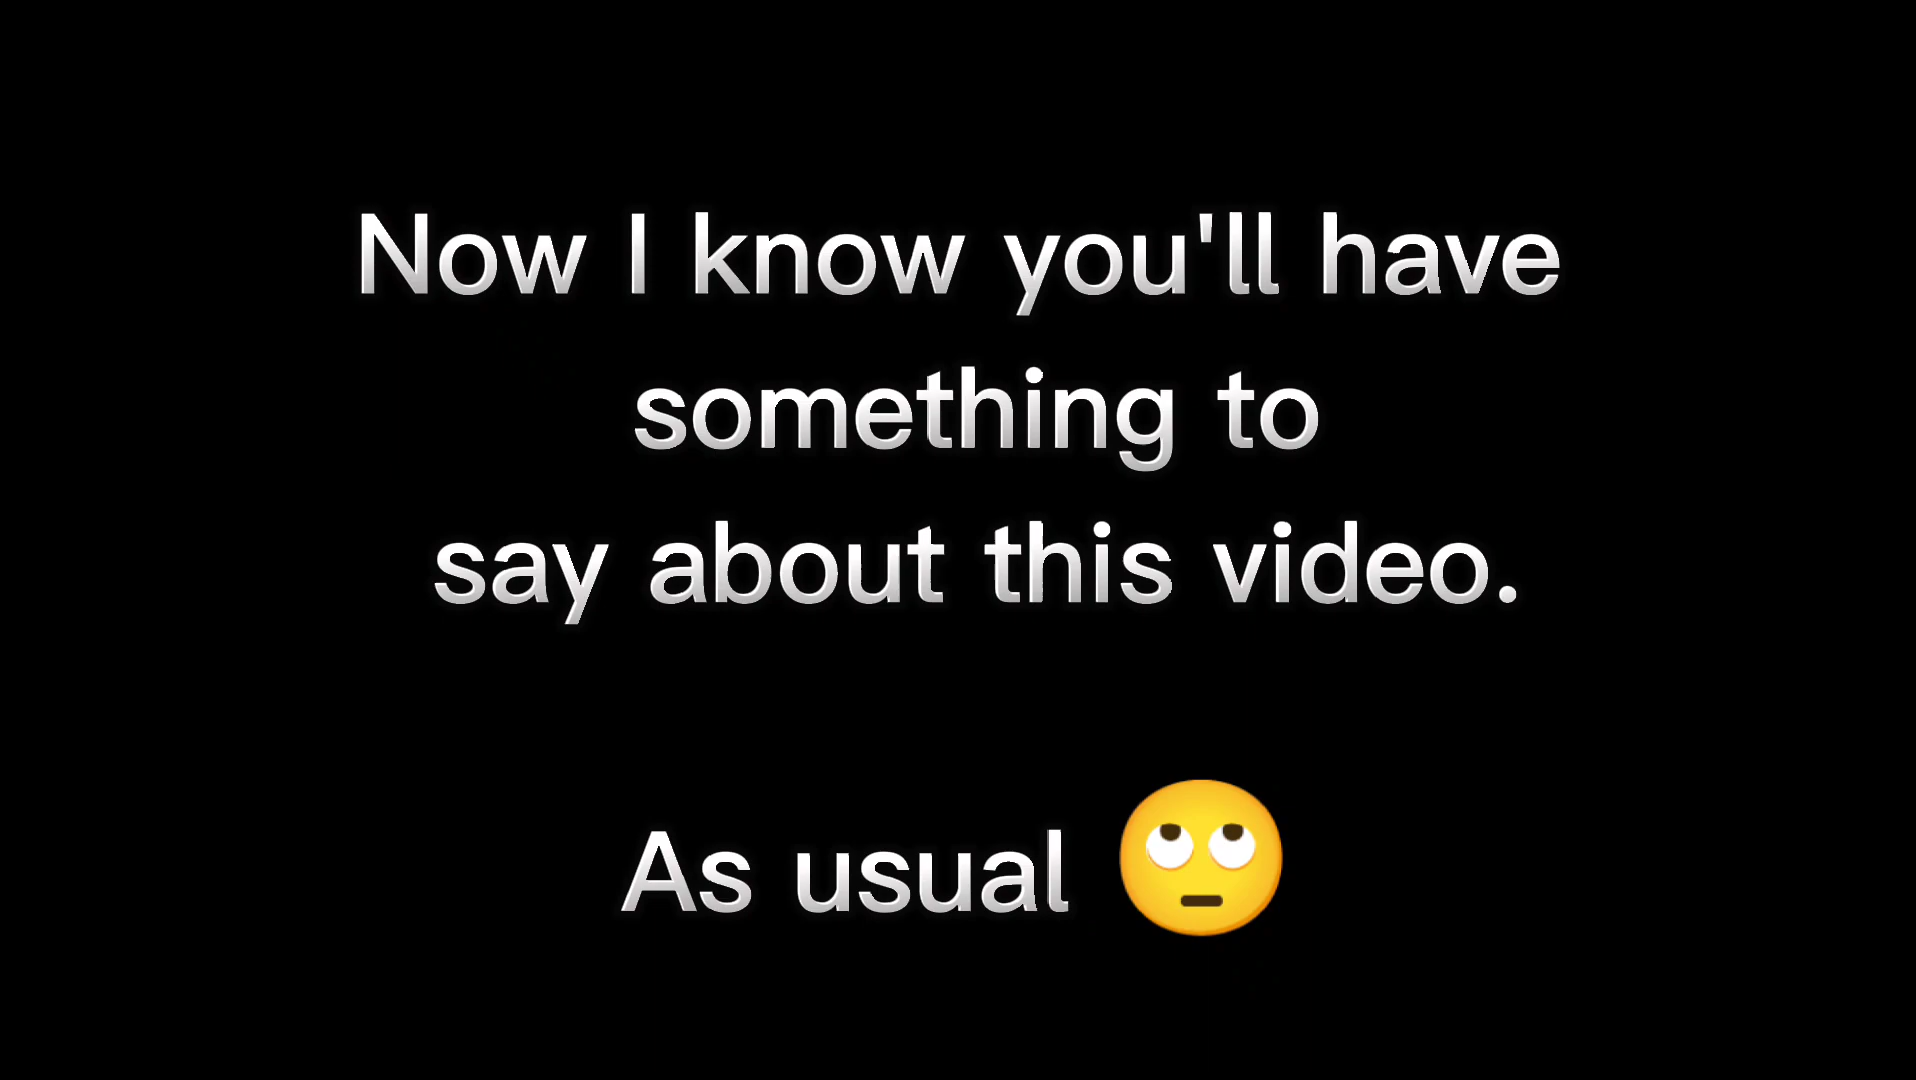 Now I know you'll have
something to
say about this video.
As usual 🙄